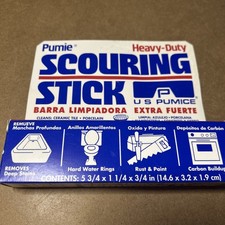 Pumie® Heavy-Duty
SCOURING
STICK
U S PUMICE
BARRA LIMPIADORA EXTRA FUERTE
CLEANS: CERAMIC TILE • PORCELAIN
LIMPIA: AZULEJO • PORCELANA
REMUEVE
Manchas Profundas
Anillos Amarillentos
Oxido y Pintura
Depósitos de Carbón
REMOVES
Deep Stains
Hard Water Rings
Rust & Paint
Carbon Buildup
CONTENTS: 5 3/4 x 1 1/4 x 3/4 in (14.6 x 3.2 x 1.9 cm)